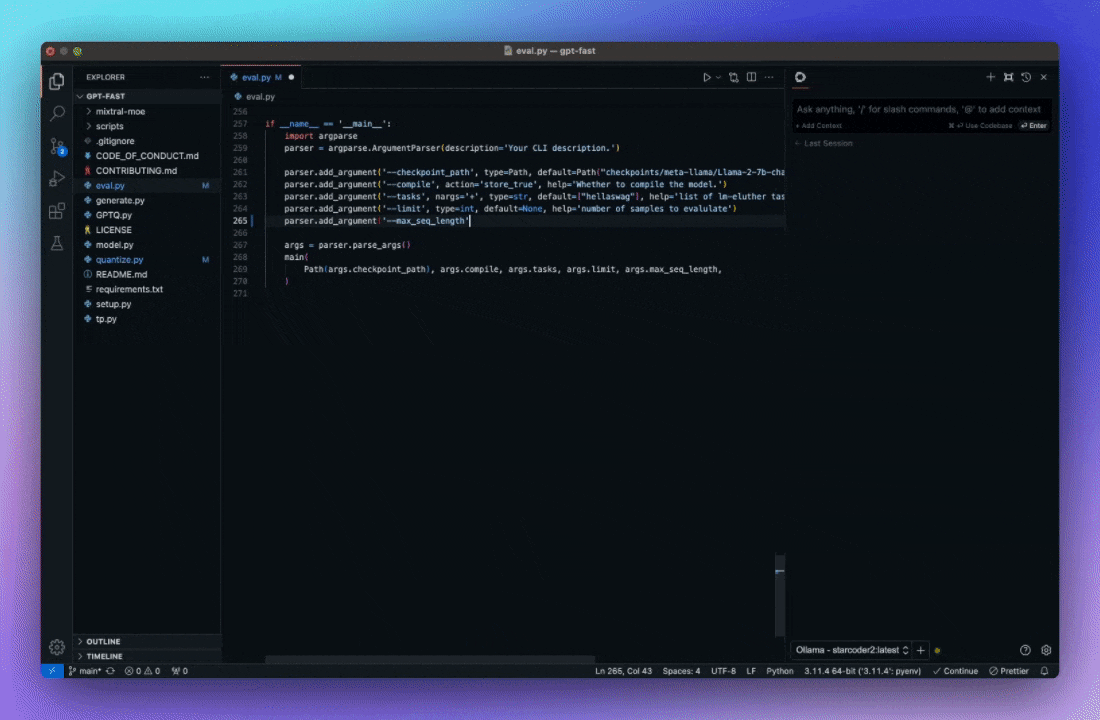 eval.py — gpt-fast
EXPLORER ...
GPT-FAST
mixtral-moe
scripts
.gitignore
CODE_OF_CONDUCT.md
CONTRIBUTING.md
eval.py M
generate.py
GPTQ.py
LICENSE
model.py
quantize.py M
README.md
requirements.txt
setup.py
tp.py
OUTLINE
TIMELINE
eval.py M
eval.py
256
257 if __name__ == '__main__':
258 import argparse
259 parser = argparse.ArgumentParser(description='Your CLI description.')
260
261 parser.add_argument('--checkpoint_path', type=Path, default=Path("checkpoints/meta-llama/Llama-2-7b-cha
262 parser.add_argument('--compile', action='store_true', help='Whether to compile the model.')
263 parser.add_argument('--tasks', nargs='+', type=str, default=["hellaswag"], help='list of lm-eluther tas
264 parser.add_argument('--limit', type=int, default=None, help='number of samples to evalulate')
265 parser.add_argument('--max_seq_length'
266
267 args = parser.parse_args()
268 main(
269 Path(args.checkpoint_path), args.compile, args.tasks, args.limit, args.max_seq_length,
270 )
271
Ask anything, '/' for slash commands, '@' to add context
+ Add Context ⌘ ⏎ Use Codebase ⏎ Enter
Last Session
Ollama - starcoder2:latest
2
main* 0 0 0 Ln 265, Col 43 Spaces: 4 UTF-8 LF Python 3.11.4 64-bit ('3.11.4': pyenv) Continue Prettier